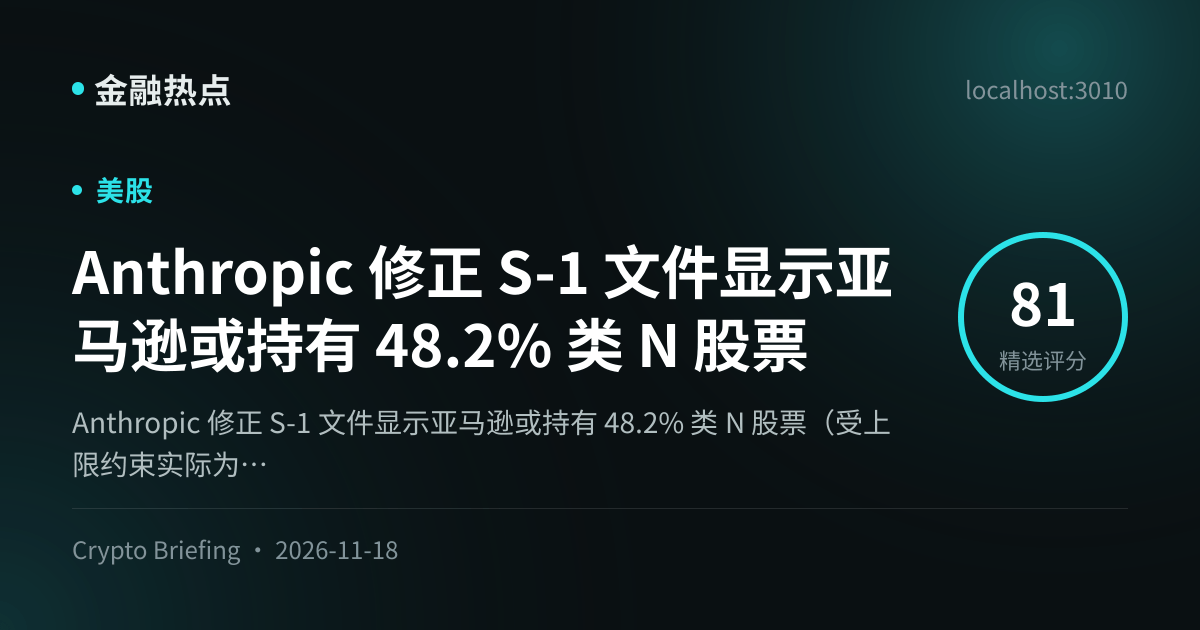 金融热点
localhost:3010
美股
Anthropic 修正 S-1 文件显示亚
马逊或持有 48.2% 类 N 股票
81
精选评分
Anthropic 修正 S-1 文件显示亚马逊或持有 48.2% 类 N 股票（受上
限约束实际为…
Crypto Briefing · 2026-11-18